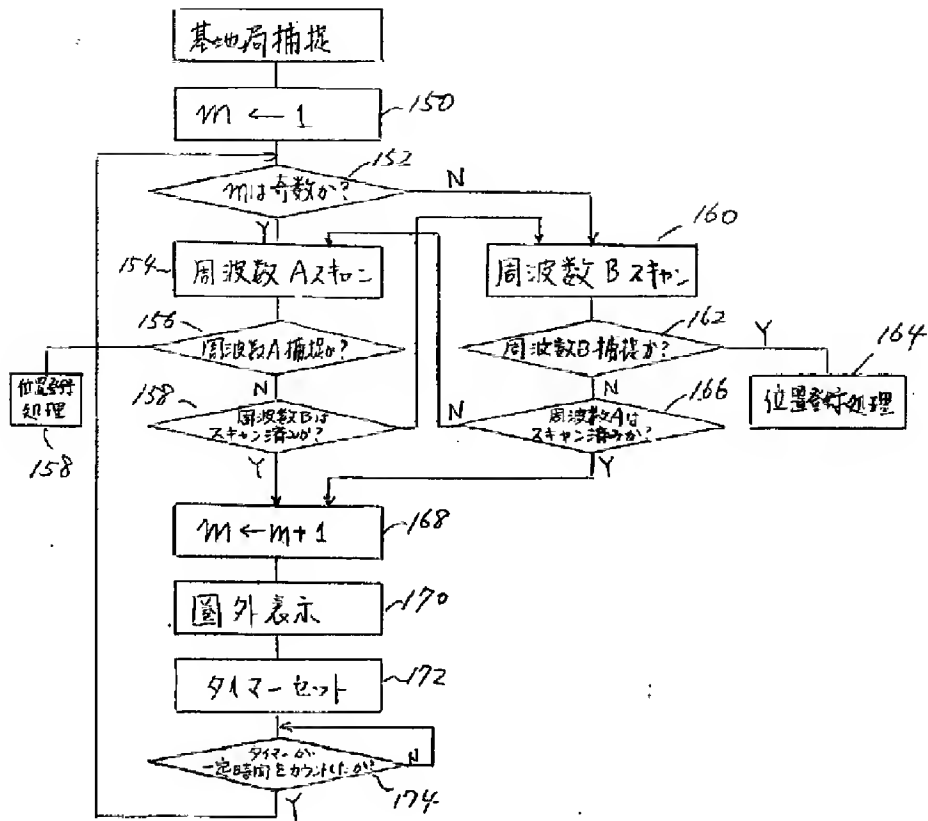 基地局捕捉
m ← 1
150
152
mは奇数か?
N
Y
154
周波数Aスキャン
160
周波数Bスキャン
156
周波数A捕捉か?
162
周波数B捕捉か?
Y
164
位置登録
処理
158
N
158
周波数Bは
スキャン済みか?
Y
N
N
166
周波数Aは
スキャン済みか?
Y
位置登録処理
m ← m+1
168
圏外表示
170
タイマーセット
172
タイマーが
一定時間をカウントしたか?
N
174
Y